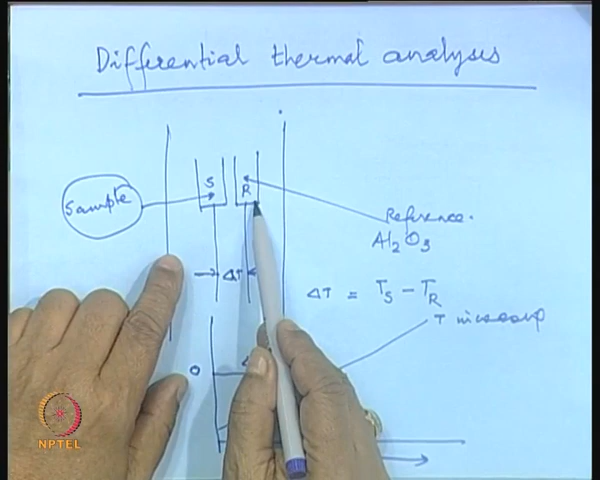 Differential thermal analysis
S
R
Sample
Reference.
Al2O3
ΔT
ΔT = TS - TR
0
NPTEL